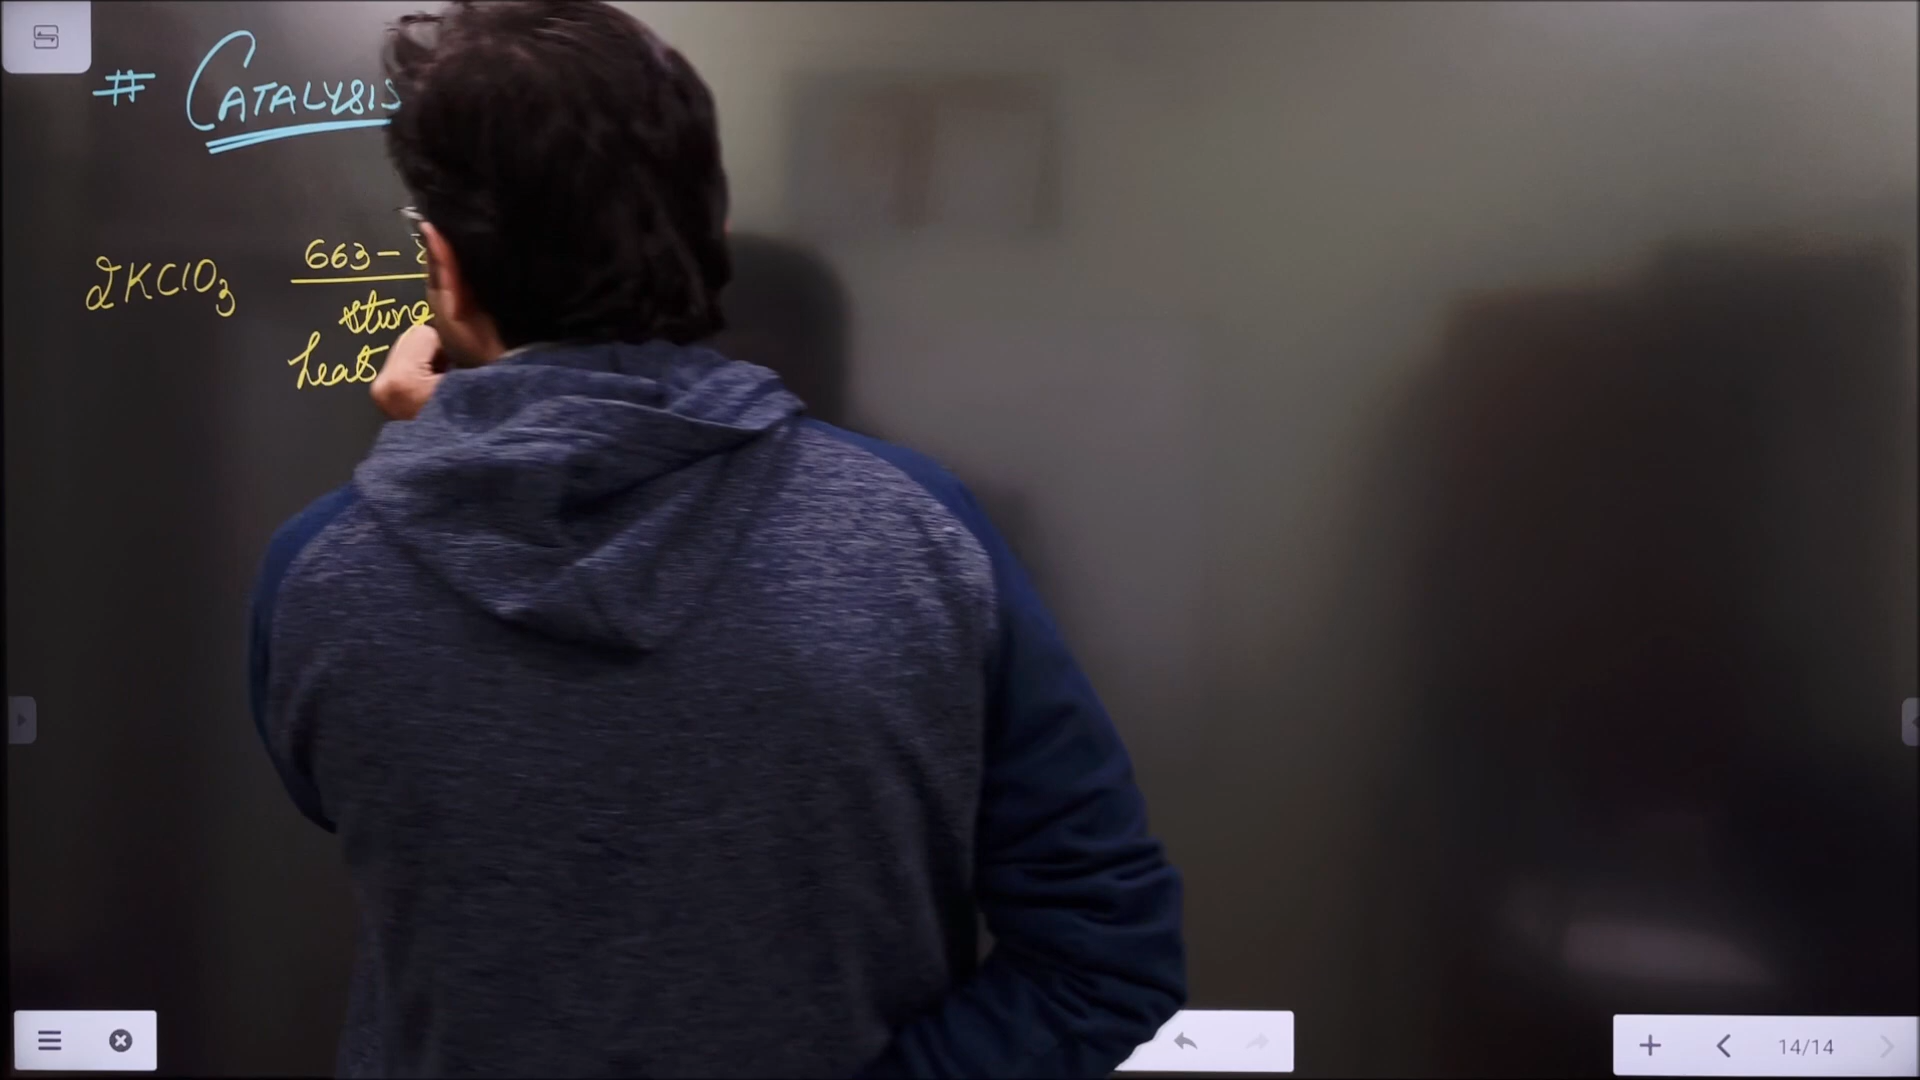 # CATALYSIS
2KClO₃ 663 –
strong
heat
14/14